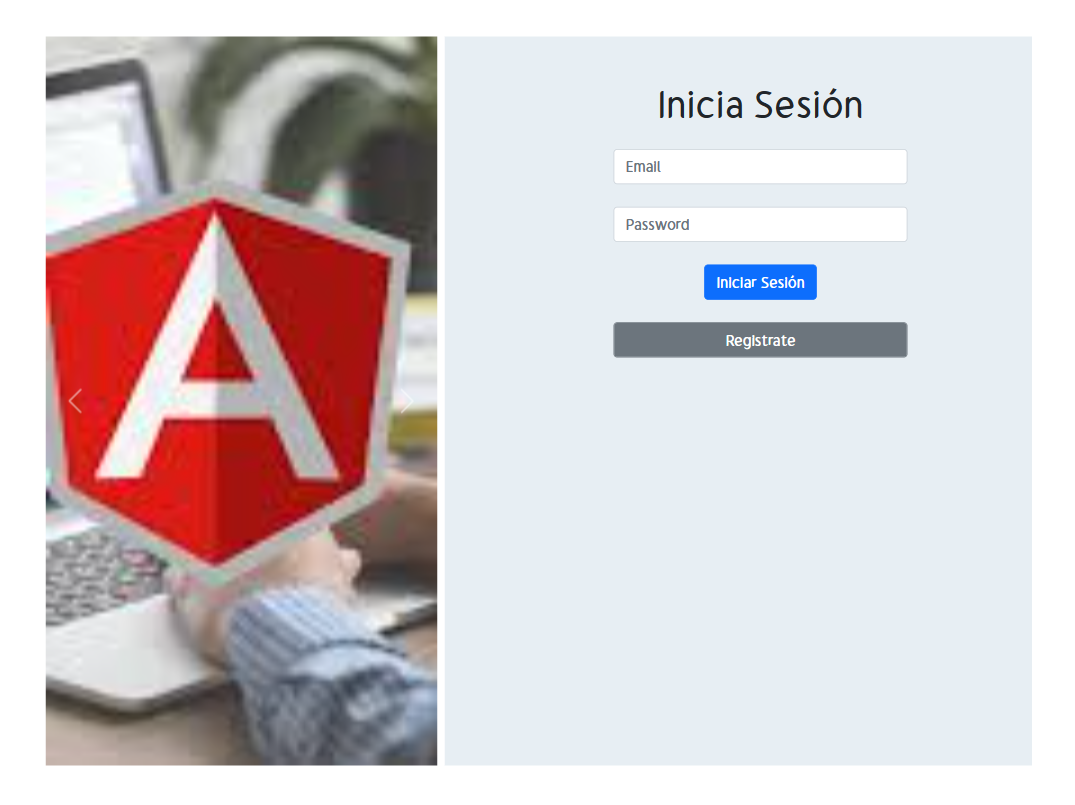 Inicia Sesión
Email
Password
Iniciar Sesión
Registrate